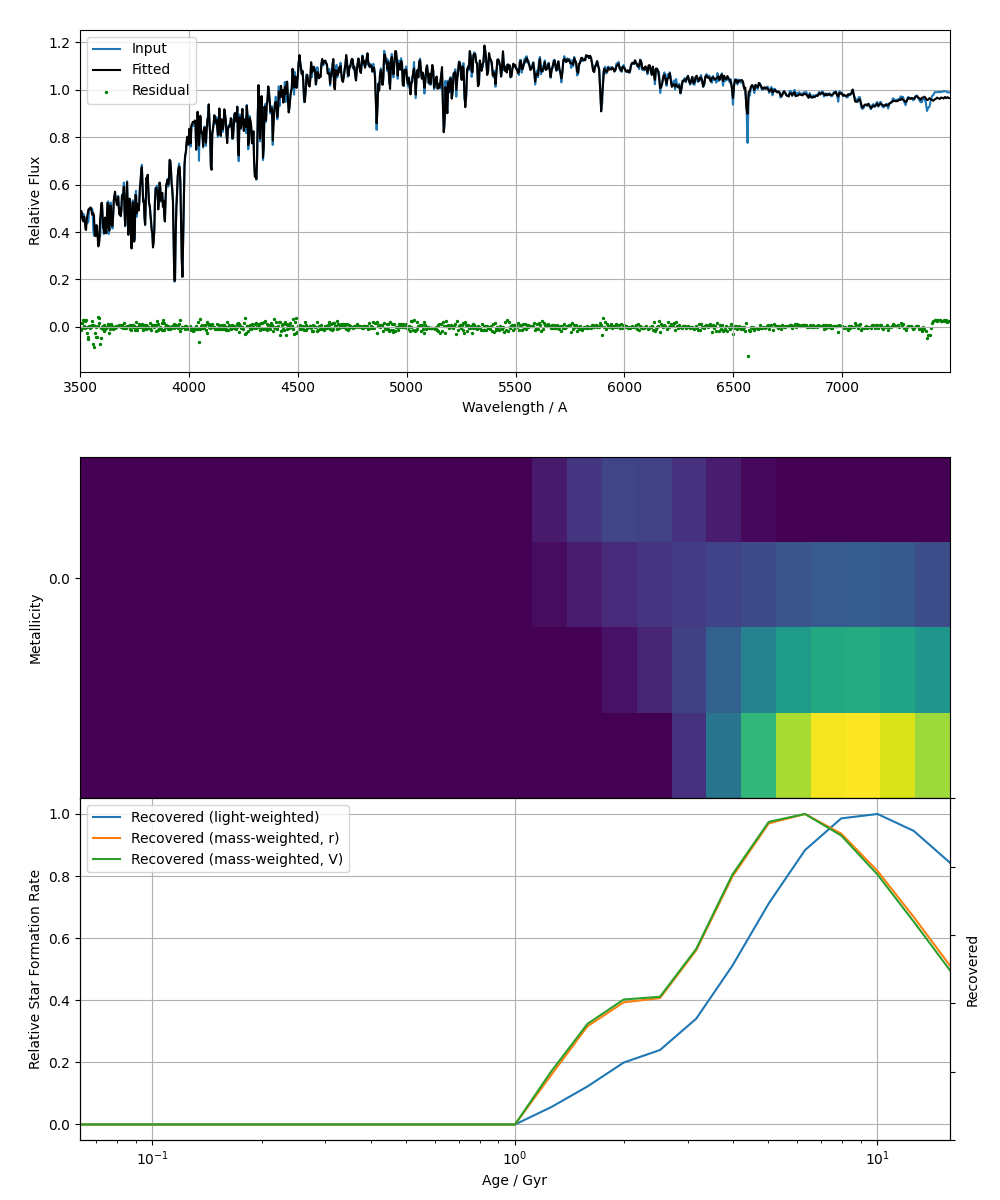 Input
Fitted
Residual
1.2
1.0
0.8
0.6
0.4
0.2
0.0
Relative Flux
3500 4000 4500 5000 5500 6000 6500 7000
Wavelength / A
0.0
Metallicity
Recovered (light-weighted)
Recovered (mass-weighted, r)
Recovered (mass-weighted, V)
1.0
0.8
0.6
0.4
0.2
0.0
Relative Star Formation Rate
Recovered
10⁻¹ 10⁰ 10¹
Age / Gyr